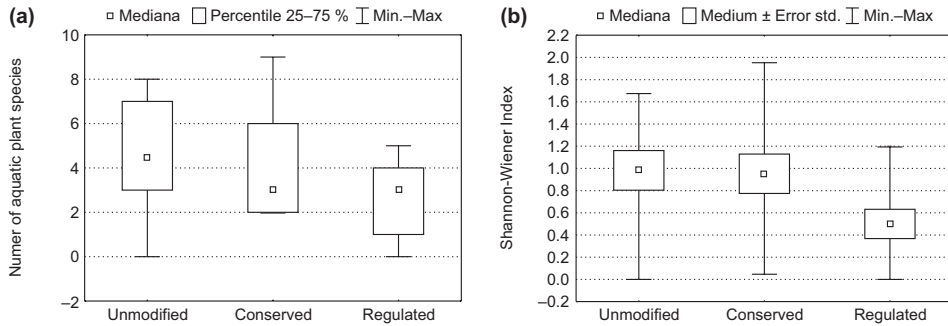 (a)
Mediana Percentile 25–75 % Min.–Max
Numer of aquatic plant species
10
8
6
4
2
0
–2
Unmodified Conserved Regulated
(b)
Mediana Medium ± Error std. Min.–Max
Shannon-Wiener Index
2.2
2.0
1.8
1.6
1.4
1.2
1.0
0.8
0.6
0.4
0.2
0.0
–0.2
Unmodified Conserved Regulated